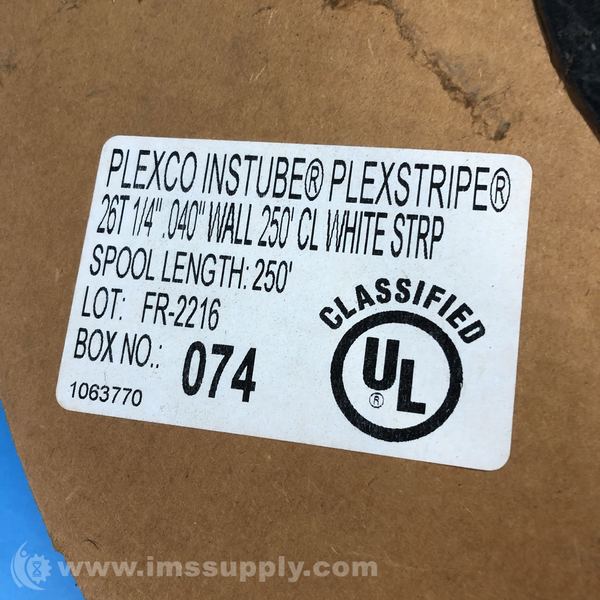 PLEXCO INSTUBE® PLEXSTRIPE®
26T 1/4" .040" WALL 250' CL WHITE STRP
SPOOL LENGTH: 250'
LOT: FR-2216
BOX NO.: 074
1063770
CLASSIFIED
UL
®
www.imssupply.com